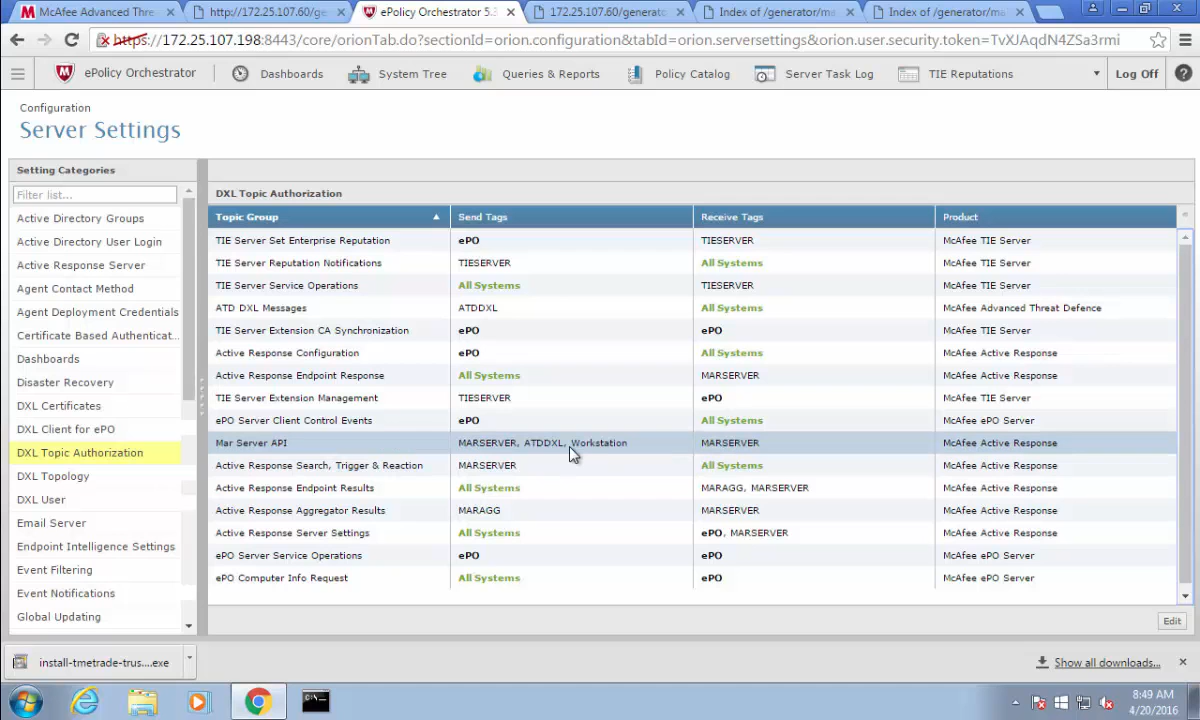 McAfee Advanced Thre
http://172.25.107.60/ge
ePolicy Orchestrator 5.3
172.25.107.60/generato
Index of /generator/ma
Index of /generator/ma
https://172.25.107.198:8443/core/orionTab.do?sectionId=orion.configuration&tabId=orion.serversettings&orion.user.security.token=TvXJAqdN4ZSa3rmi
ePolicy Orchestrator
Dashboards
System Tree
Queries & Reports
Policy Catalog
Server Task Log
TIE Reputations
Log Off
?
Configuration
Server Settings
Setting Categories
Filter list...
Active Directory Groups
Active Directory User Login
Active Response Server
Agent Contact Method
Agent Deployment Credentials
Certificate Based Authenticat...
Dashboards
Disaster Recovery
DXL Certificates
DXL Client for ePO
DXL Topic Authorization
DXL Topology
DXL User
Email Server
Endpoint Intelligence Settings
Event Filtering
Event Notifications
Global Updating
DXL Topic Authorization
Topic Group Send Tags Receive Tags Product
TIE Server Set Enterprise Reputation ePO TIESERVER McAfee TIE Server
TIE Server Reputation Notifications TIESERVER All Systems McAfee TIE Server
TIE Server Service Operations All Systems TIESERVER McAfee TIE Server
ATD DXL Messages ATDDXL All Systems McAfee Advanced Threat Defence
TIE Server Extension CA Synchronization ePO ePO McAfee TIE Server
Active Response Configuration ePO All Systems McAfee Active Response
Active Response Endpoint Response All Systems MARSERVER McAfee Active Response
TIE Server Extension Management TIESERVER ePO McAfee TIE Server
ePO Server Client Control Events ePO All Systems McAfee ePO Server
Mar Server API MARSERVER, ATDDXL, Workstation MARSERVER McAfee Active Response
Active Response Search, Trigger & Reaction MARSERVER All Systems McAfee Active Response
Active Response Endpoint Results All Systems MARAGG, MARSERVER McAfee Active Response
Active Response Aggregator Results MARAGG MARSERVER McAfee Active Response
Active Response Server Settings All Systems ePO, MARSERVER McAfee Active Response
ePO Server Service Operations ePO ePO McAfee ePO Server
ePO Computer Info Request All Systems ePO McAfee ePO Server
Edit
install-tmetrade-trus....exe
Show all downloads...
8:49 AM
4/20/2016